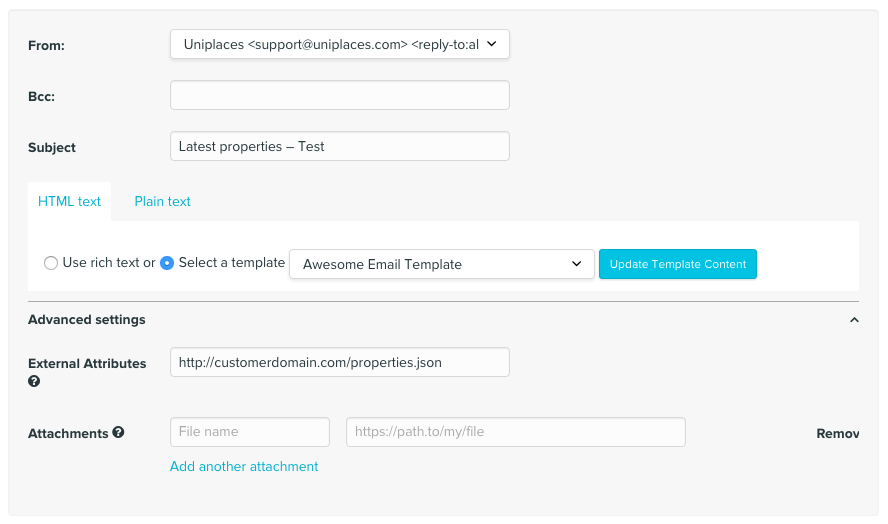 From:
Uniplaces <support@uniplaces.com> <reply-to:al
Bcc:
Subject
Latest properties – Test
HTML text
Plain text
Use rich text or
Select a template
Awesome Email Template
Update Template Content
Advanced settings
External Attributes
http://customerdomain.com/properties.json
Attachments
File name
https://path.to/my/file
Remov
Add another attachment